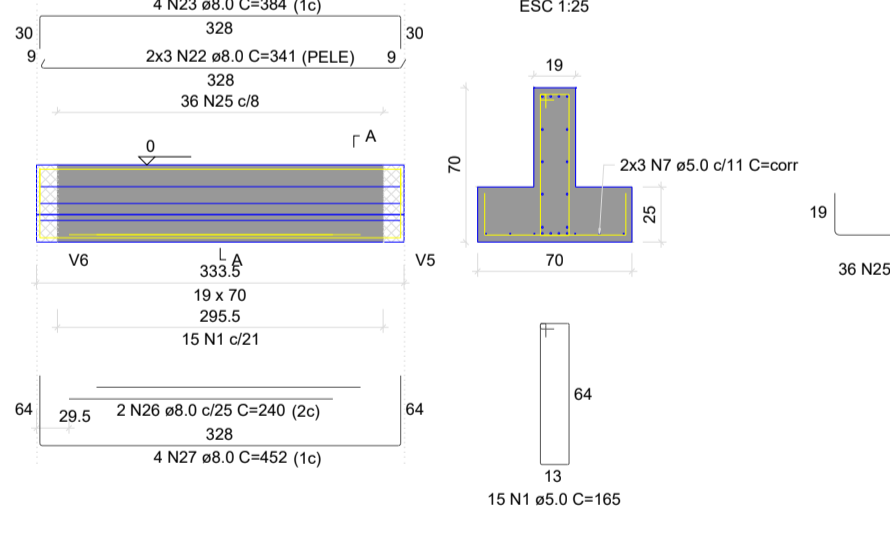 4 N23 ø8.0 C=384 (1c)
ESC 1:25
30
328
30
9
2x3 N22 ø8.0 C=341 (PELE)
9
328
36 N25 c/8
19
A
0
70
2x3 N7 ø5.0 c/11 C=corr
25
19
V6
A
V5
333.5
70
36 N25
19 x 70
295.5
15 N1 c/21
64
64
29.5
2 N26 ø8.0 c/25 C=240 (2c)
64
328
4 N27 ø8.0 C=452 (1c)
13
15 N1 ø5.0 C=165